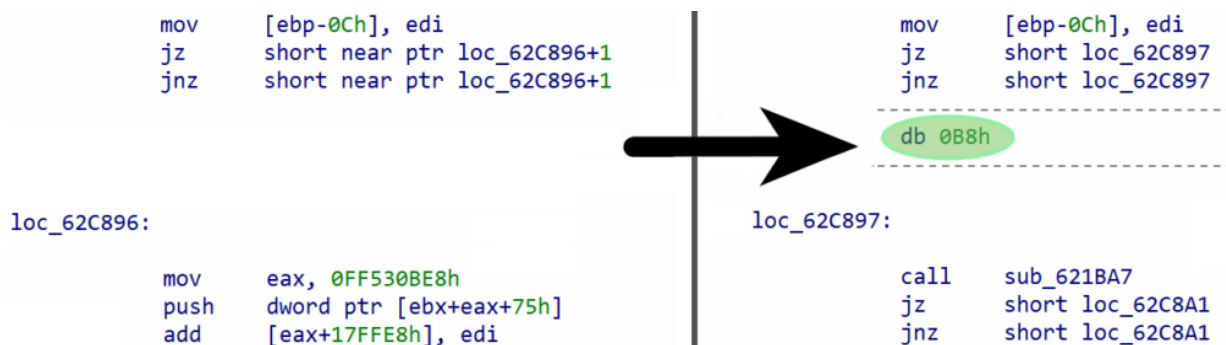 mov [ebp-0Ch], edi
jz short near ptr loc_62C896+1
jnz short near ptr loc_62C896+1
loc_62C896:
mov eax, 0FF530BE8h
push dword ptr [ebx+eax+75h]
add [eax+17FFE8h], edi
mov [ebp-0Ch], edi
jz short loc_62C897
jnz short loc_62C897
db 0B8h
loc_62C897:
call sub_621BA7
jz short loc_62C8A1
jnz short loc_62C8A1